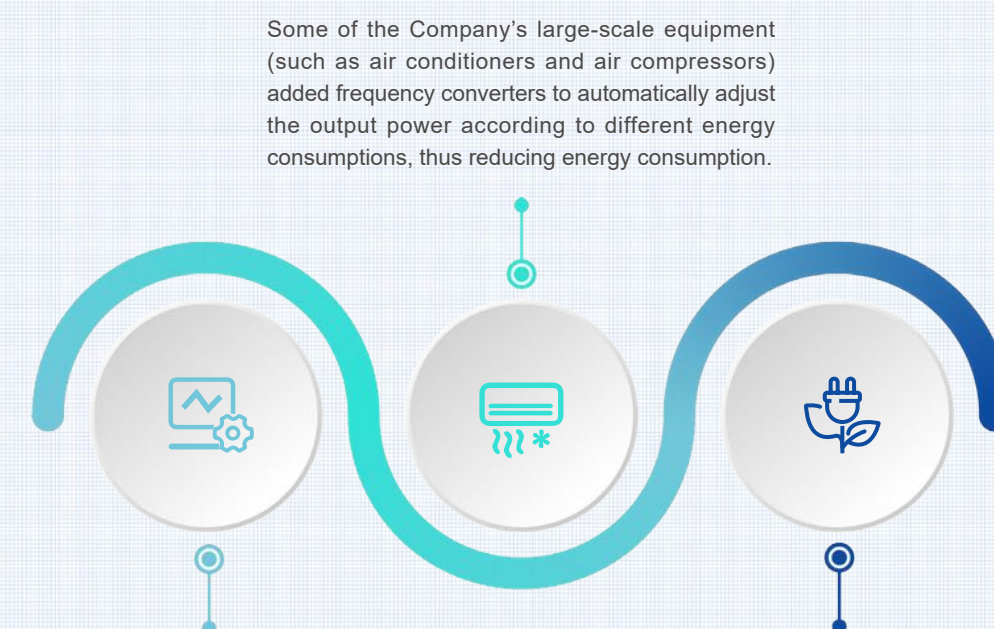 Some of the Company’s large-scale equipment
(such as air conditioners and air compressors)
added frequency converters to automatically adjust
the output power according to different energy
consumptions, thus reducing energy consumption.